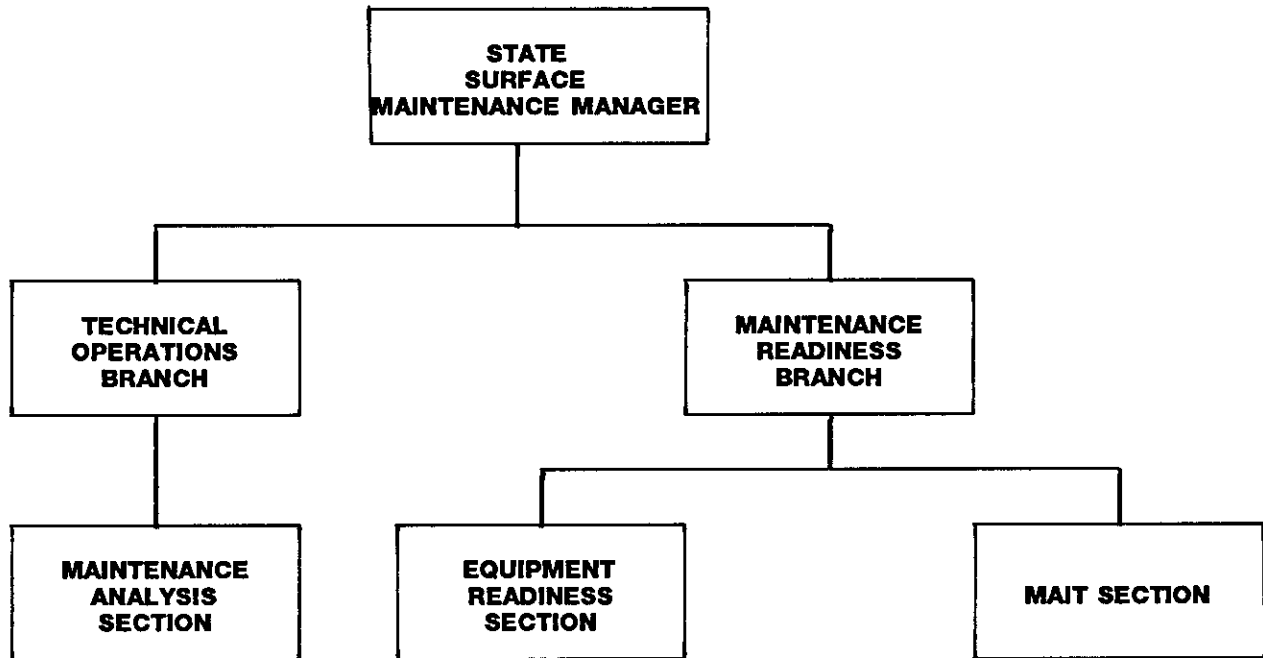 STATE
SURFACE
MAINTENANCE MANAGER
TECHNICAL
OPERATIONS
BRANCH
MAINTENANCE
READINESS
BRANCH
MAINTENANCE
ANALYSIS
SECTION
EQUIPMENT
READINESS
SECTION
MAIT SECTION